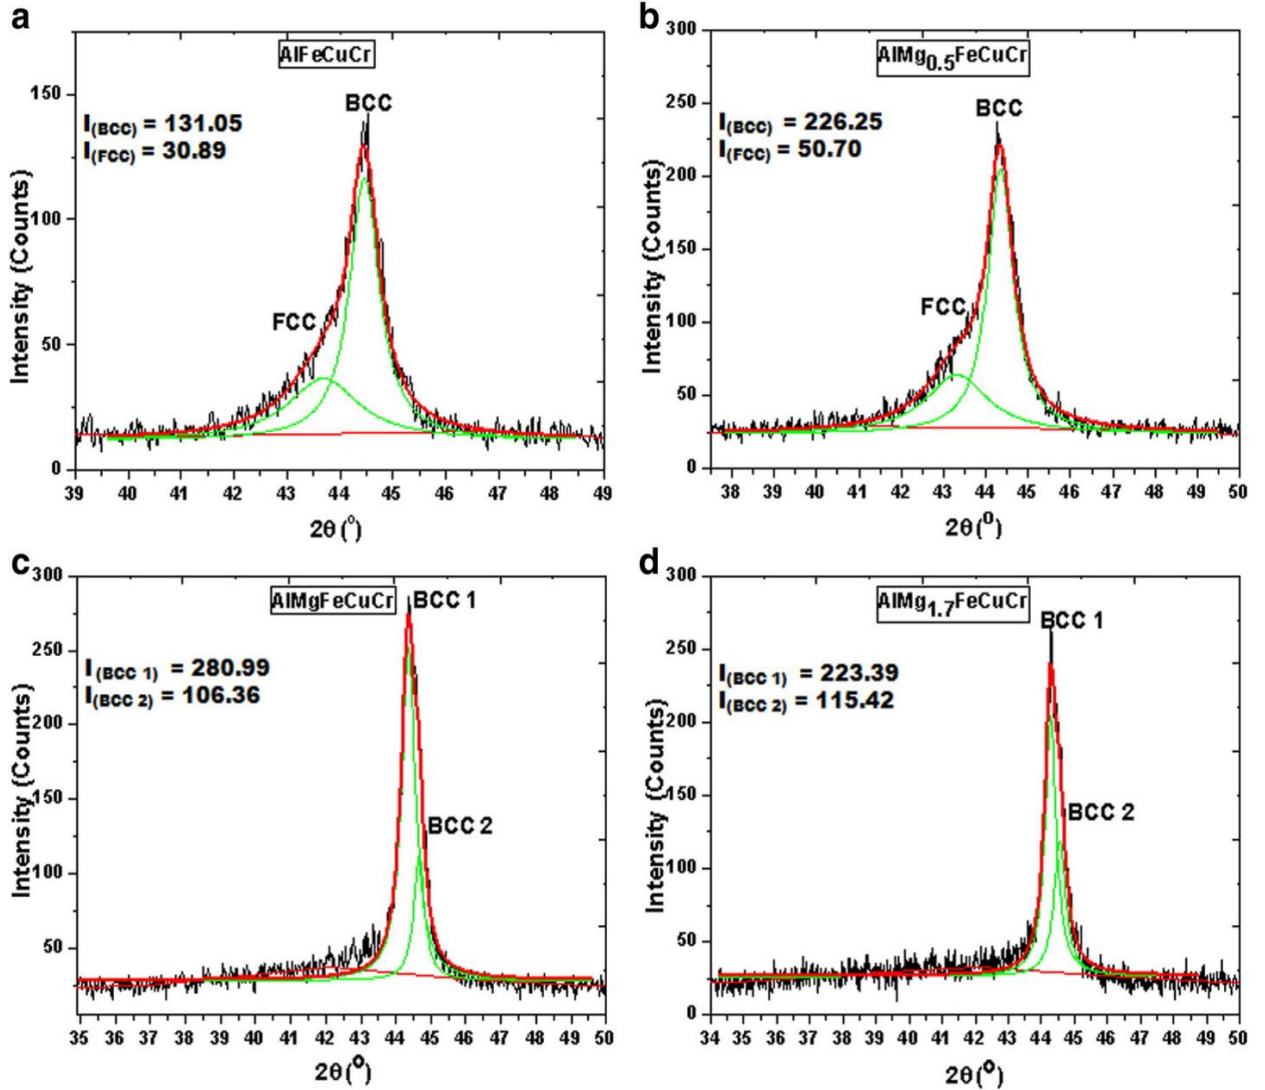 a
AlFeCuCr
BCC
I(BCC) = 131.05
I(FCC) = 30.89
FCC
Intensity (Counts)
150
100
50
0
39 40 41 42 43 44 45 46 47 48 49
2θ (°)
b
AlMg0.5FeCuCr
BCC
I(BCC) = 226.25
I(FCC) = 50.70
FCC
Intensity (Counts)
300
250
200
150
100
50
0
38 39 40 41 42 43 44 45 46 47 48 49 50
2θ(O)
c
AlMgFeCuCr
BCC 1
I(BCC 1) = 280.99
I(BCC 2) = 106.36
BCC 2
Intensity (Counts)
300
250
200
150
100
50
35 36 37 38 39 40 41 42 43 44 45 46 47 48 49 50
2θ(o)
d
AlMg1.7FeCuCr
BCC 1
I(BCC 1) = 223.39
I(BCC 2) = 115.42
BCC 2
Intensity (Counts)
300
250
200
150
100
50
0
34 35 36 37 38 39 40 41 42 43 44 45 46 47 48 49 50
2θ(o)